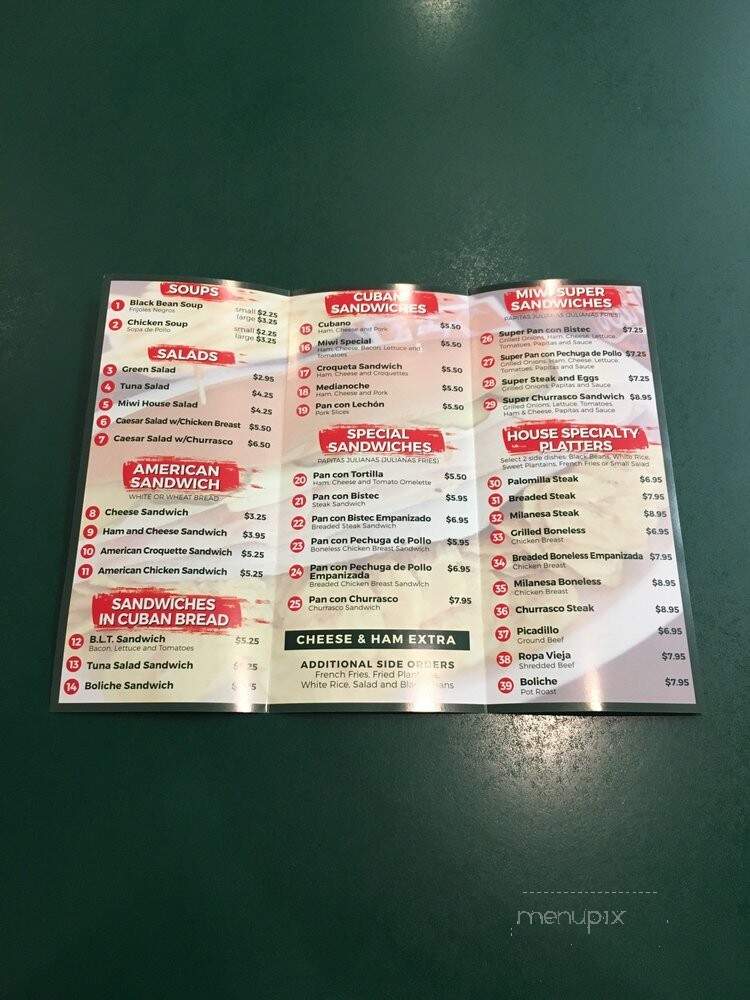 SOUPS
1 Black Bean Soup small $2.25
Frijoles Negros large $3.25
2 Chicken Soup small $2.25
Sopa de Pollo large $3.25
SALADS
3 Green Salad $2.95
4 Tuna Salad $4.25
5 Miwi House Salad $4.25
6 Caesar Salad w/Chicken Breast $5.50
7 Caesar Salad w/Churrasco $6.50
AMERICAN
SANDWICH
WHITE OR WHEAT BREAD
8 Cheese Sandwich $3.25
9 Ham and Cheese Sandwich $3.95
10 American Croquette Sandwich $5.25
11 American Chicken Sandwich $5.25
SANDWICHES
IN CUBAN BREAD
12 B.L.T. Sandwich $5.25
Bacon, Lettuce and Tomatoes
13 Tuna Salad Sandwich
14 Boliche Sandwich
CUBAN
SANDWICHES
15 Cubano $5.50
Ham, Cheese and Pork
16 Miwi Special $5.50
Ham, Cheese, Bacon, Lettuce and
Tomatoes
17 Croqueta Sandwich $5.50
Ham, Cheese and Croquettes
18 Medianoche $5.50
Ham, Cheese and Pork
19 Pan con Lechón $5.50
Pork Slices
SPECIAL
SANDWICHES
PAPITAS JULIANAS (JULIANAS FRIES)
20 Pan con Tortilla $5.50
Ham, Cheese and Tomato Omelette
21 Pan con Bistec $5.95
Steak Sandwich
22 Pan con Bistec Empanizado $6.95
Breaded Steak Sandwich
23 Pan con Pechuga de Pollo $5.95
Boneless Chicken Breast Sandwich
24 Pan con Pechuga de Pollo $6.95
Empanizada
Breaded Chicken Breast Sandwich
25 Pan con Churrasco $7.95
Churrasco Sandwich
CHEESE & HAM EXTRA
ADDITIONAL SIDE ORDERS
French Fries, Fried
White Rice, Salad and
MIWI SUPER
SANDWICHES
PAPITAS JULIANAS (JULIANAS FRIES)
26 Super Pan con Bistec $7.25
Grilled Onions, Ham, Cheese, Lettuce,
Tomatoes, Papitas and Sauce
27 Super Pan con Pechuga de Pollo $7.25
Grilled Onions, Ham, Cheese, Lettuce,
Tomatoes, Papitas and Sauce
28 Super Steak and Eggs $7.25
Grilled Onions, Papitas and Sauce
29 Super Churrasco Sandwich $8.95
Grilled Onions, Lettuce, Tomatoes,
Ham & Cheese, Papitas and Sauce
HOUSE SPECIALTY
PLATTERS
Select 2 side dishes: Black Beans, White Rice,
Sweet Plantains, French Fries or Small Salad
30 Palomilla Steak $6.95
31 Breaded Steak $7.95
32 Milanesa Steak $8.95
33 Grilled Boneless $6.95
Chicken Breast
34 Breaded Boneless Empanizada $7.95
Chicken Breast
35 Milanesa Boneless $8.95
Chicken Breast
36 Churrasco Steak $8.95
37 Picadillo $6.95
Ground Beef
38 Ropa Vieja $7.95
Shredded Beef
39 Boliche $7.95
Pot Roast
menupix